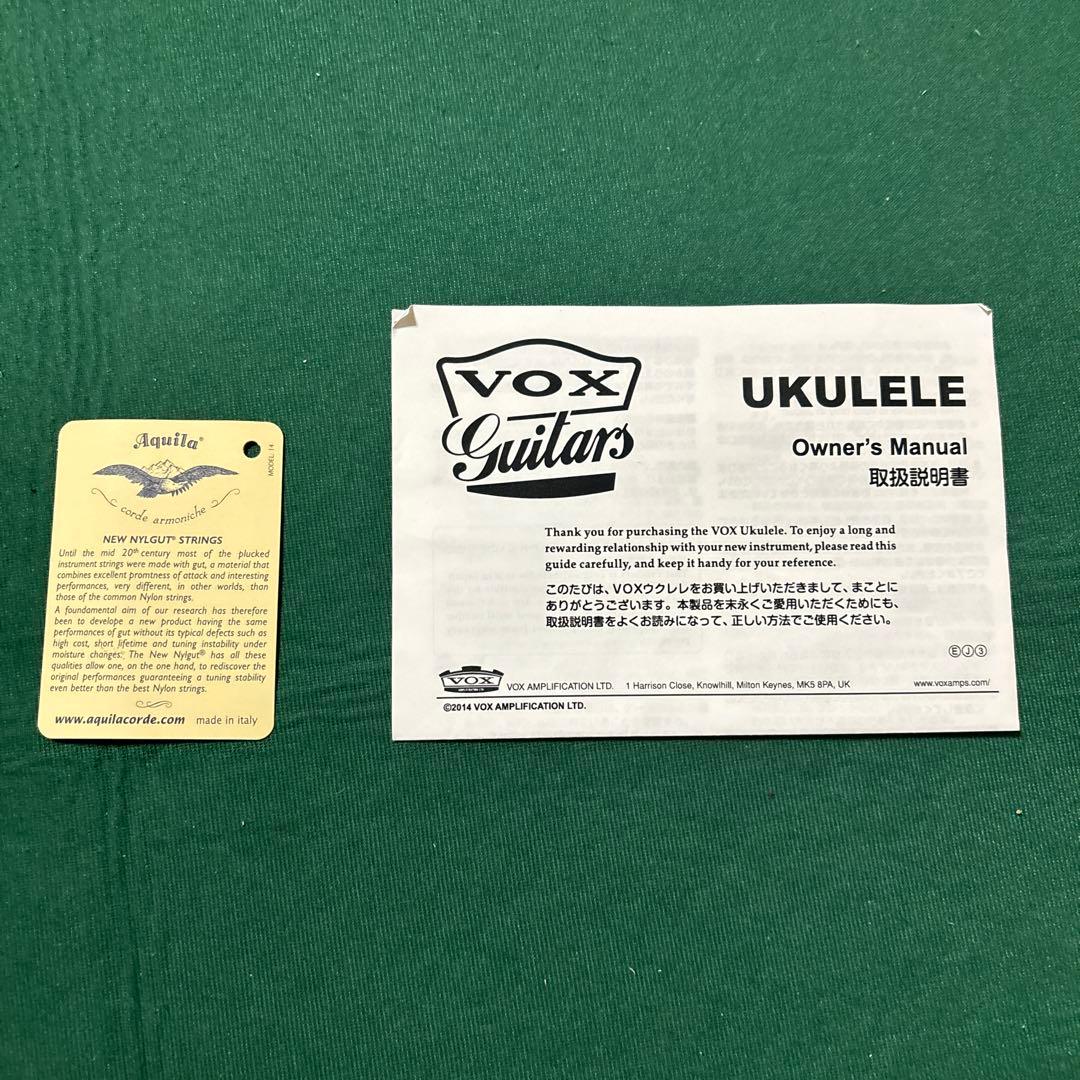 Aquila®
MODEL: 14
corde armoniche
NEW NYLGUT® STRINGS
Until the mid 20th century most of the plucked
instrument strings were made with gut, a material that
combines excellent promtness of attack and interesting
performances, very different, in other worlds, than
those of the common Nylon strings.
A foundamental aim of our research has therefore
been to develope a new product having the same
performances of gut without its typical defects such as
high cost, short lifetime and tuning instability under
moisture changes. The New Nylgut® has all these
qualities allow one, on the one hand, to rediscover the
original performances guaranteeing a tuning stability
even better than the best Nylon strings.
www.aquilacorde.com made in italy
VOX
Guitars
UKULELE
Owner's Manual
取扱説明書
Thank you for purchasing the VOX Ukulele. To enjoy a long and
rewarding relationship with your new instrument, please read this
guide carefully, and keep it handy for your reference.
このたびは、VOXウクレレをお買い上げいただきまして、まことに
ありがとうございます。本製品を末永くご愛用いただくためにも、
取扱説明書をよくお読みになって、正しい方法でご使用ください。
ⒺⒿ③
VOX
VOX AMPLIFICATION LTD. 1 Harrison Close, Knowlhill, Milton Keynes, MK5 8PA, UK www.voxamps.com/
©2014 VOX AMPLIFICATION LTD.